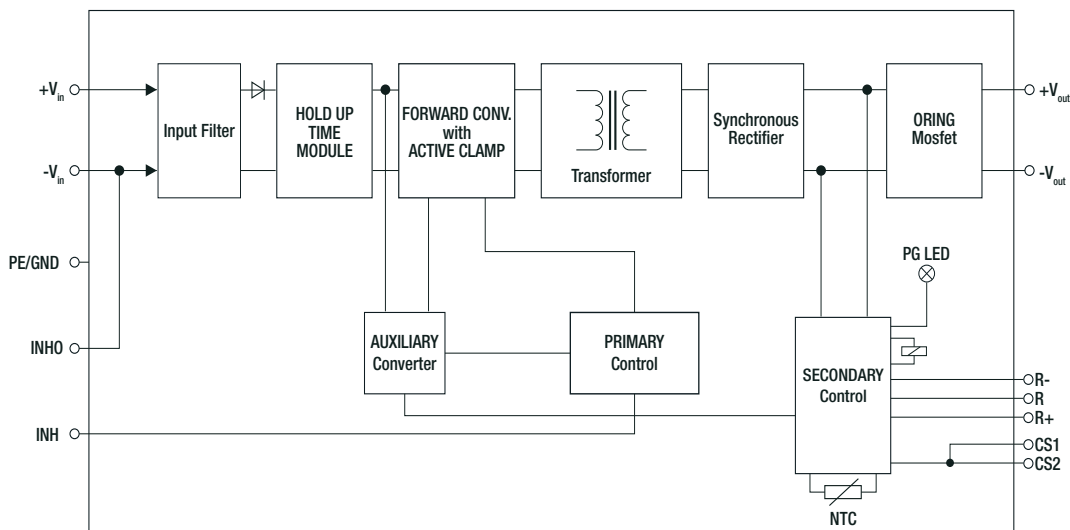 +Vin
-Vin
PE/GND
INHO
INH
Input Filter
HOLD UP
TIME
MODULE
FORWARD CONV.
with
ACTIVE CLAMP
Transformer
Synchronous
Rectifier
ORING
Mosfet
+Vout
-Vout
PG LED
AUXILIARY
Converter
PRIMARY
Control
SECONDARY
Control
R-
R
R+
CS1
CS2
NTC